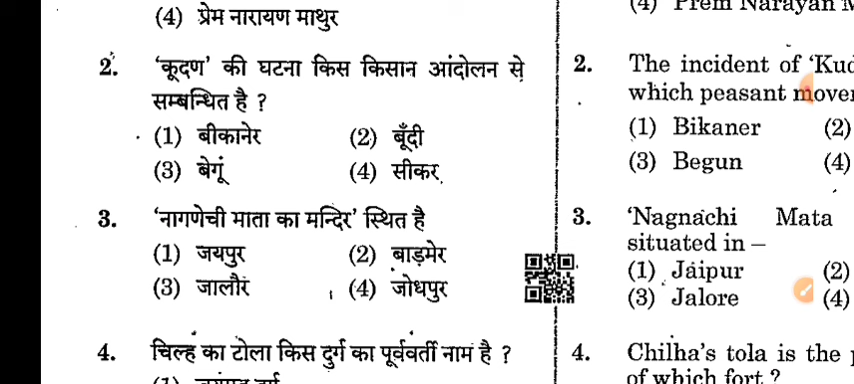 (4) प्रेम नारायण माथुर
2. 'कूदण' की घटना किस किसान आंदोलन से
सम्बन्धित है ?
(1) बीकानेर (2) बूँदी
(3) बेगूं (4) सीकर
3. 'नागणेची माता का मन्दिर' स्थित है
(1) जयपुर (2) बाड़मेर
(3) जालौर (4) जोधपुर
4. चिल्ह का टोला किस दुर्ग का पूर्ववर्ती नाम है ?
(4) Prem Narayan
2. The incident of
which peasant
(1) Bikaner (2)
(3) Begun (4)
3. 'Nagnachi Mata
situated in –
(1) Jaipur (2)
(3) Jalore (4)
4. Chilha's tola is the
of which fort ?